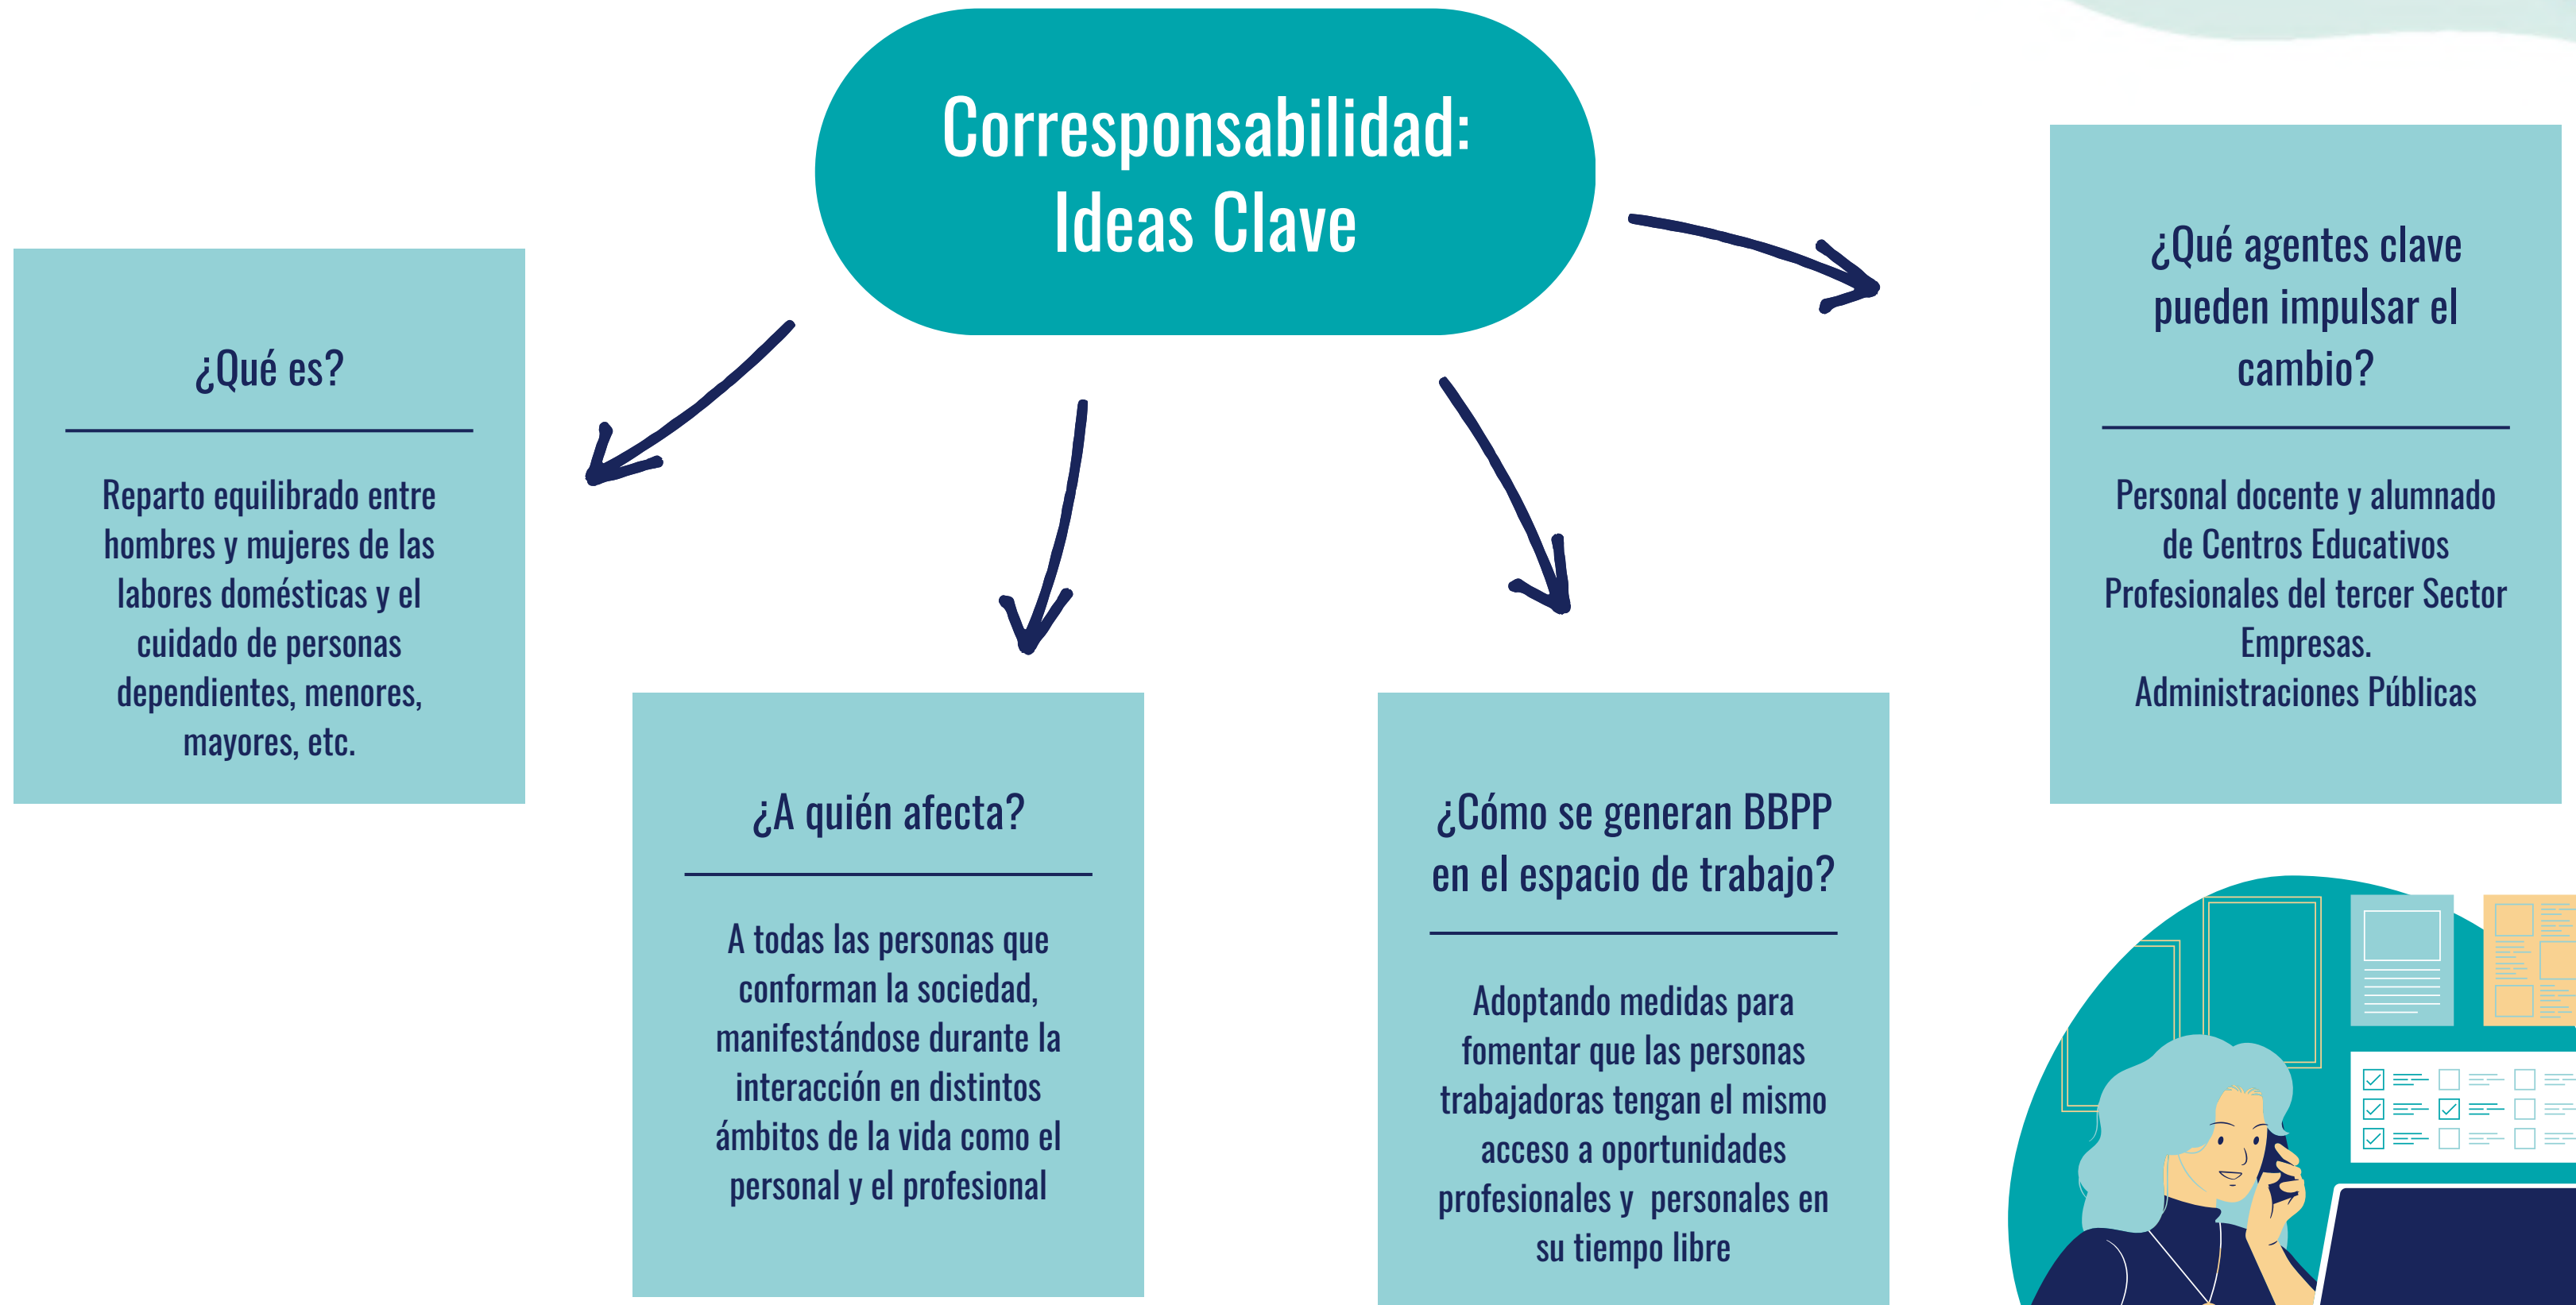 Corresponsabilidad:
Ideas Clave
¿Qué es?
Reparto equilibrado entre
hombres y mujeres de las
labores domésticas y el
cuidado de personas
dependientes, menores,
mayores, etc.
¿A quién afecta?
A todas las personas que
conforman la sociedad,
manifestándose durante la
interacción en distintos
ámbitos de la vida como el
personal y el profesional
¿Cómo se generan BBPP
en el espacio de trabajo?
Adoptando medidas para
fomentar que las personas
trabajadoras tengan el mismo
acceso a oportunidades
profesionales y  personales en
su tiempo libre
¿Qué agentes clave
pueden impulsar el
cambio?
Personal docente y alumnado
de Centros Educativos
Profesionales del tercer Sector
Empresas.
Administraciones Públicas